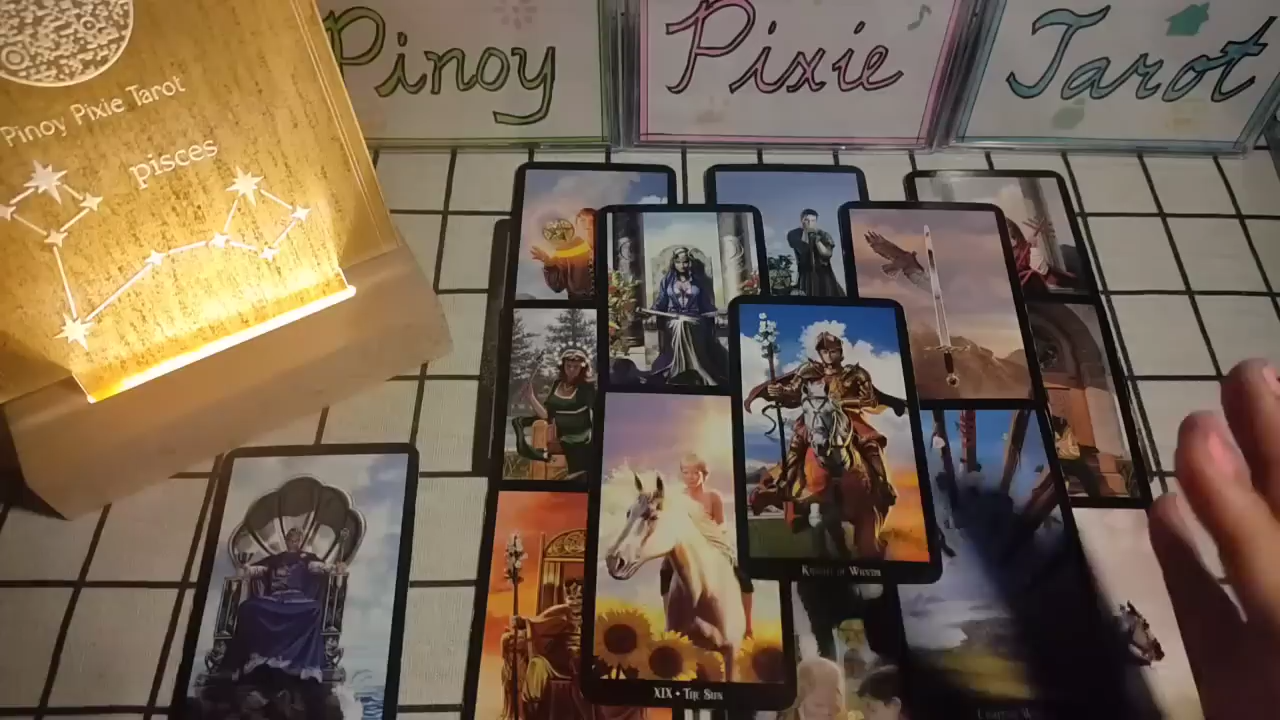 Pinoy Pixie Tarot
Pinoy Pixie Tarot
pisces
Knight of Wands
XIX • The Sun